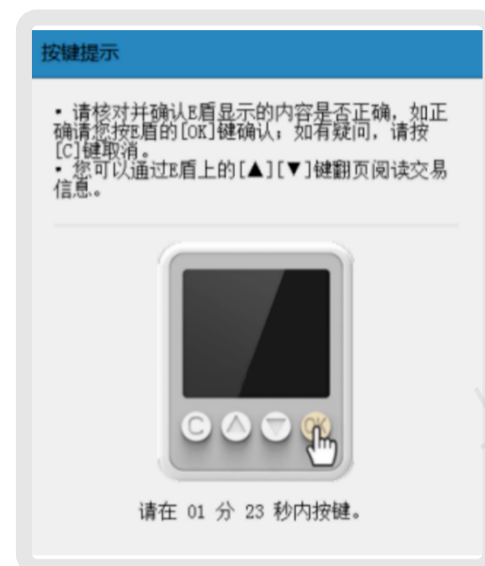 按键提示
• 请核对并确认E盾显示的内容是否正确，如正
确请您按E盾的[OK]键确认；如有疑问，请按
[C]键取消。
• 您可以通过E盾上的[▲][▼]键翻页阅读交易
信息。
C
OK
请在 01 分 23 秒内按键。